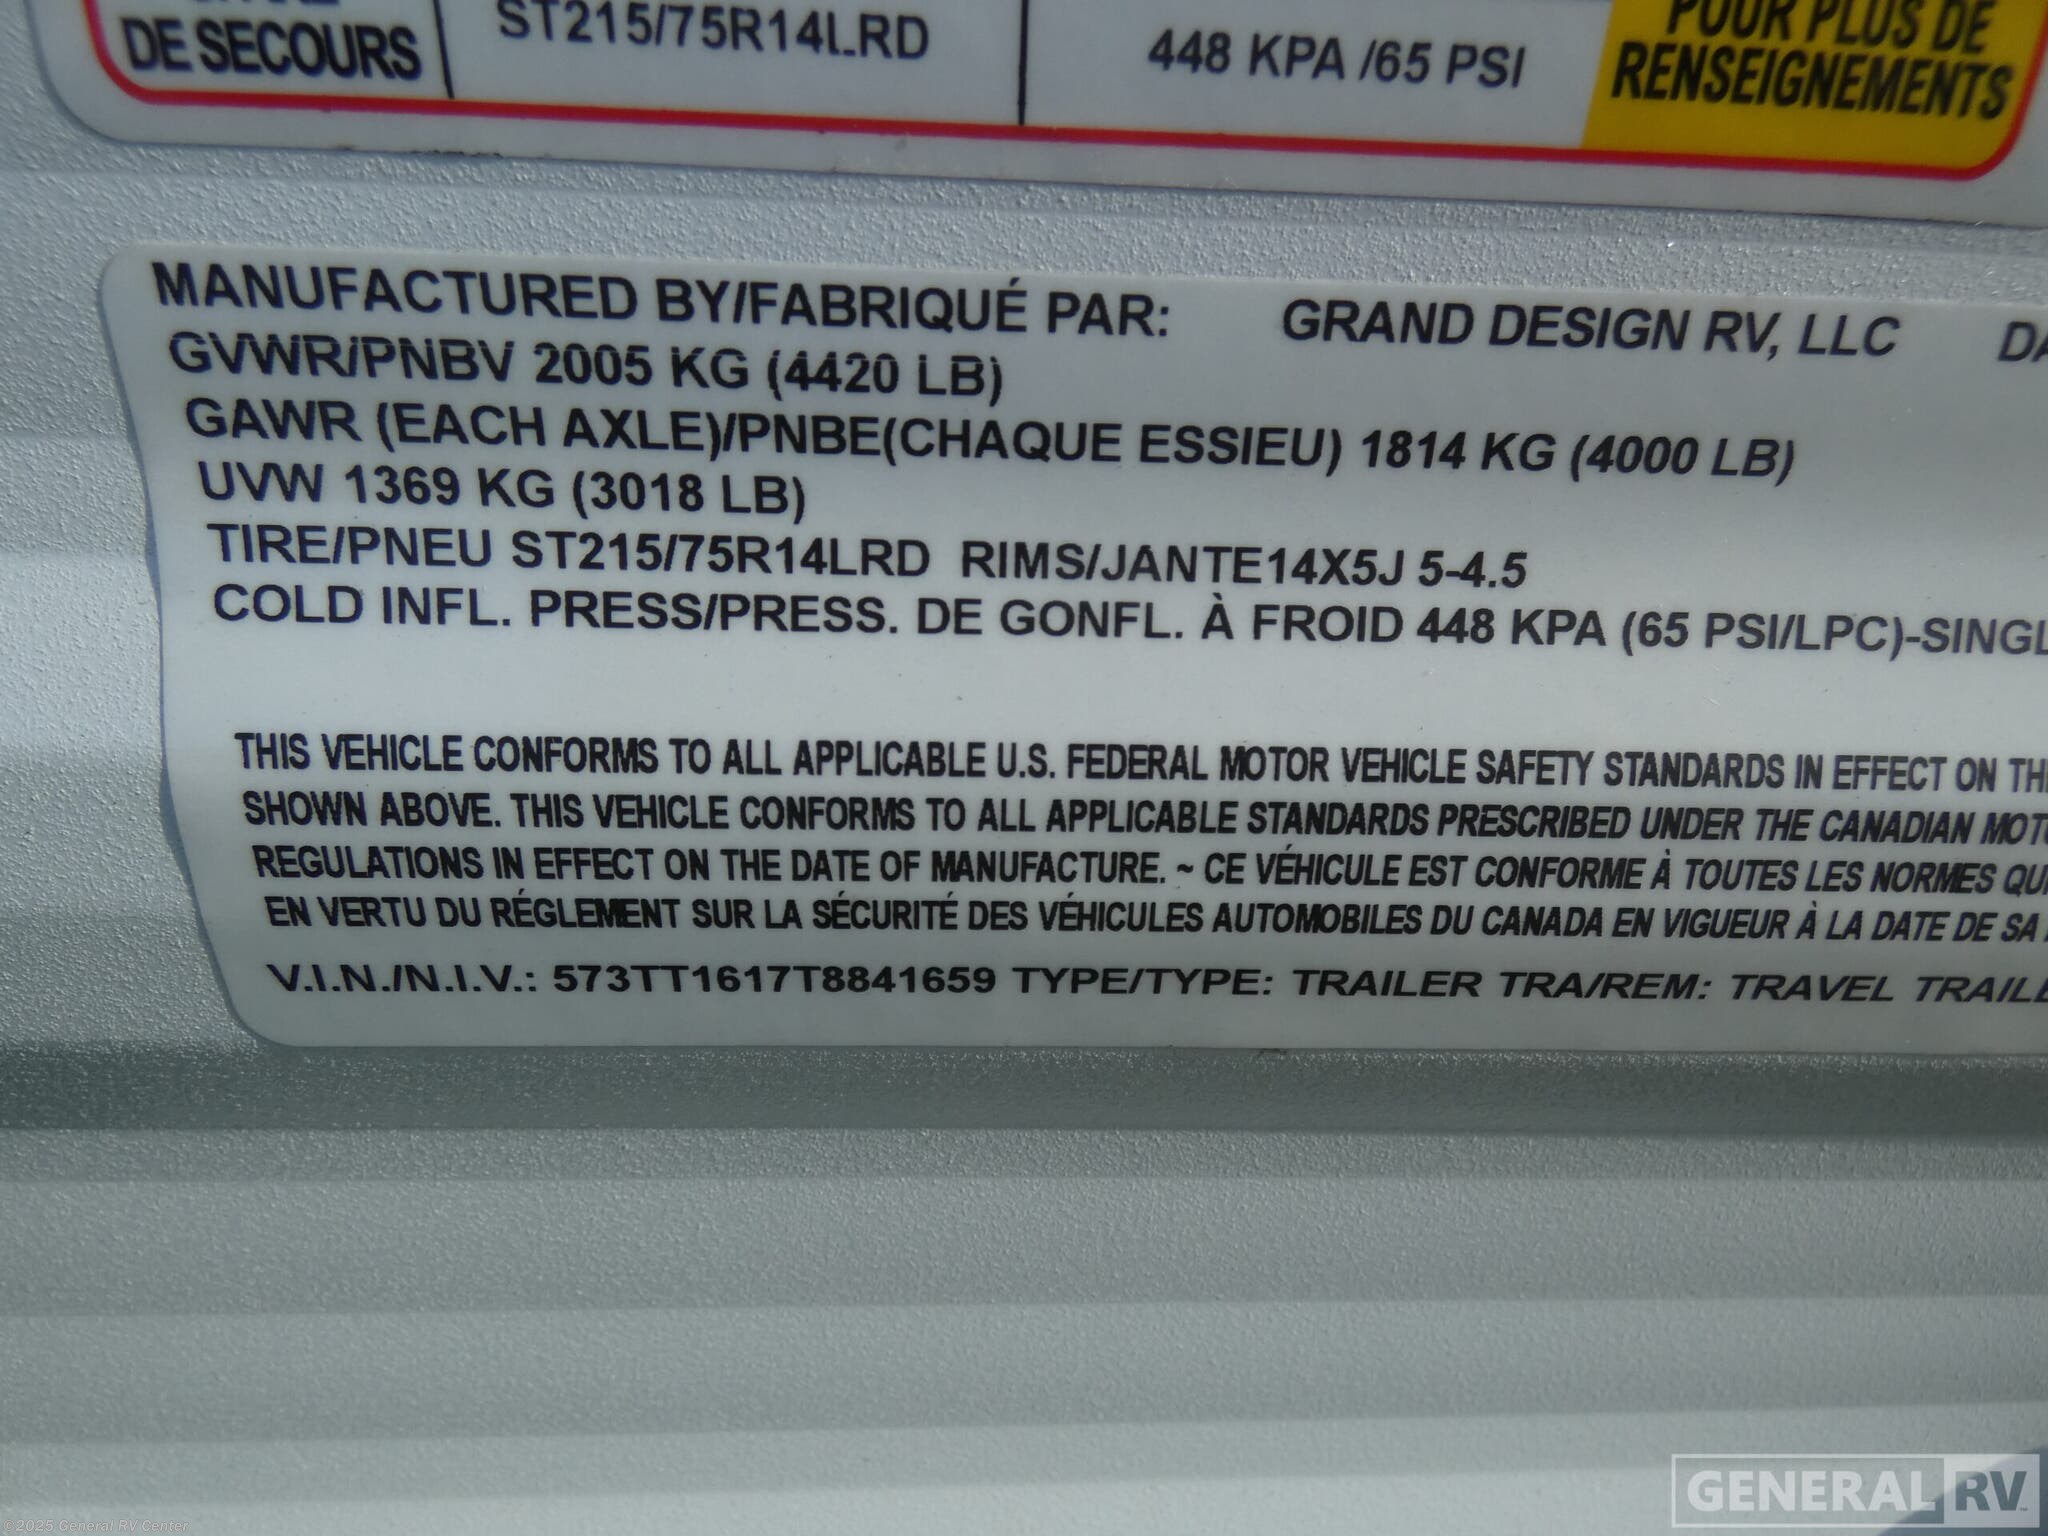 DE SECOURS
ST215/75R14LRD
448 KPA /65 PSI
POUR PLUS DE
RENSEIGNEMENTS
MANUFACTURED BY/FABRIQUÉ PAR: GRAND DESIGN RV, LLC
GVWR/PNBV 2005 KG (4420 LB)
GAWR (EACH AXLE)/PNBE(CHAQUE ESSIEU) 1814 KG (4000 LB)
UVW 1369 KG (3018 LB)
TIRE/PNEU ST215/75R14LRD RIMS/JANTE14X5J 5-4.5
COLD INFL. PRESS/PRESS. DE GONFL. À FROID 448 KPA (65 PSI/LPC)-SINGL
THIS VEHICLE CONFORMS TO ALL APPLICABLE U.S. FEDERAL MOTOR VEHICLE SAFETY STANDARDS IN EFFECT ON TH
SHOWN ABOVE. THIS VEHICLE CONFORMS TO ALL APPLICABLE STANDARDS PRESCRIBED UNDER THE CANADIAN MOT
REGULATIONS IN EFFECT ON THE DATE OF MANUFACTURE. ~ CE VÉHICULE EST CONFORME À TOUTES LES NORMES QU
EN VERTU DU RÉGLEMENT SUR LA SÉCURITÉ DES VÉHICULES AUTOMOBILES DU CANADA EN VIGUEUR À LA DATE DE SA
V.I.N./N.I.V.: 573TT1617T8841659 TYPE/TYPE: TRAILER TRA/REM: TRAVEL TRAIL
GENERAL RV
©2025 General RV Center